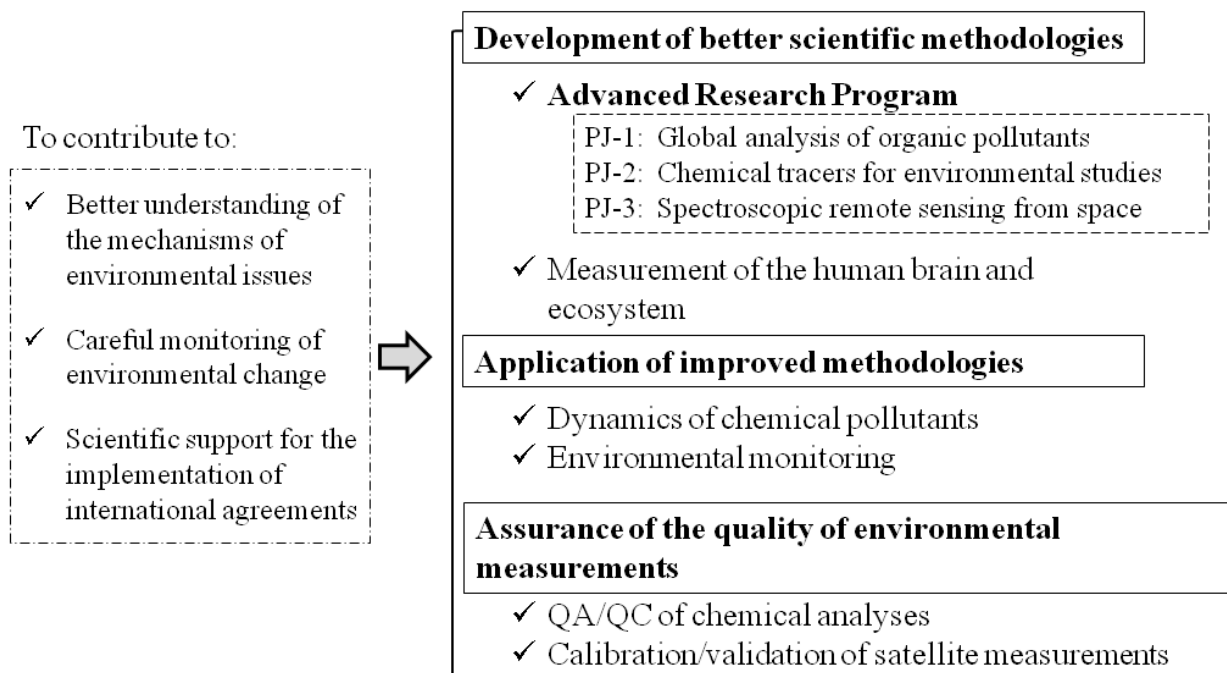 To contribute to:
✓ Better understanding of
the mechanisms of
environmental issues
✓ Careful monitoring of
environmental change
✓ Scientific support for the
implementation of
international agreements
Development of better scientific methodologies
✓ Advanced Research Program
PJ-1: Global analysis of organic pollutants
PJ-2: Chemical tracers for environmental studies
PJ-3: Spectroscopic remote sensing from space
✓ Measurement of the human brain and
ecosystem
Application of improved methodologies
✓ Dynamics of chemical pollutants
✓ Environmental monitoring
Assurance of the quality of environmental
measurements
✓ QA/QC of chemical analyses
✓ Calibration/validation of satellite measurements